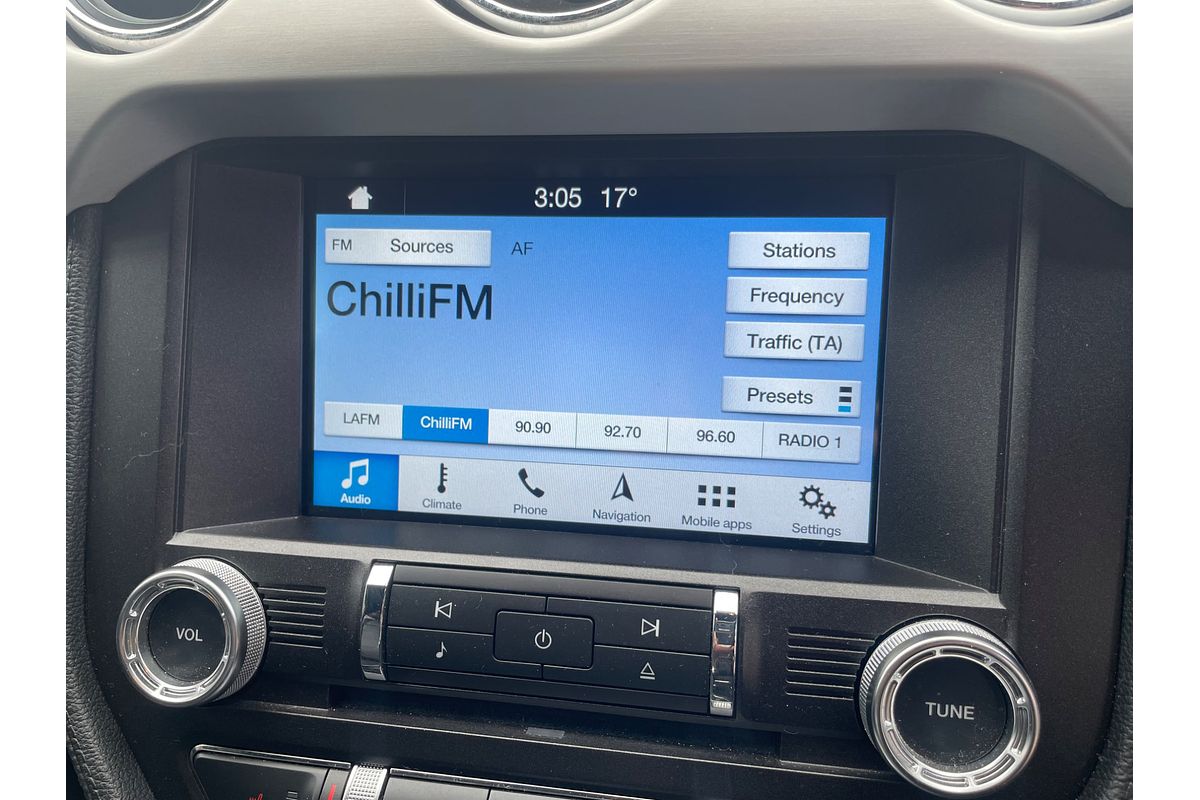 3:05 17°
FM Sources AF
Stations
ChilliFM
Frequency
Traffic (TA)
Presets
LAFM ChilliFM 90.90 92.70 96.60 RADIO 1
Audio Climate Phone Navigation Mobile apps Settings
VOL
TUNE